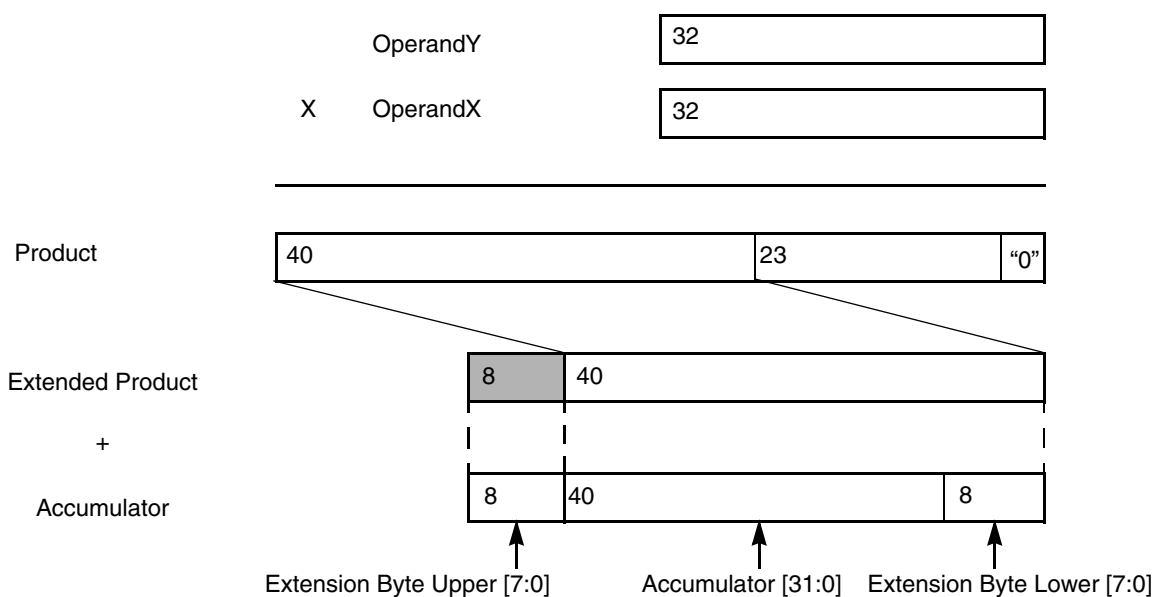 OperandY 32
X OperandX 32
Product 40 23 “0”
Extended Product 8 40
+
Accumulator 8 40 8
Extension Byte Upper [7:0] Accumulator [31:0] Extension Byte Lower [7:0]